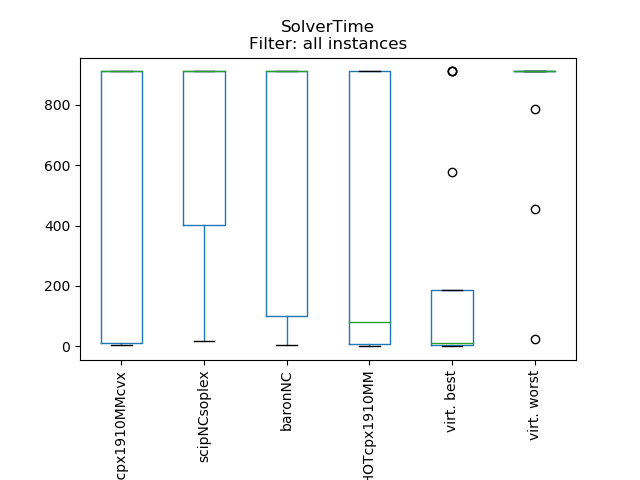 SolverTime
Filter: all instances
800
600
400
200
0
cpx1910MMcvx
scipNCsoplex
baronNC
HOTcpx1910MM
virt. best
virt. worst